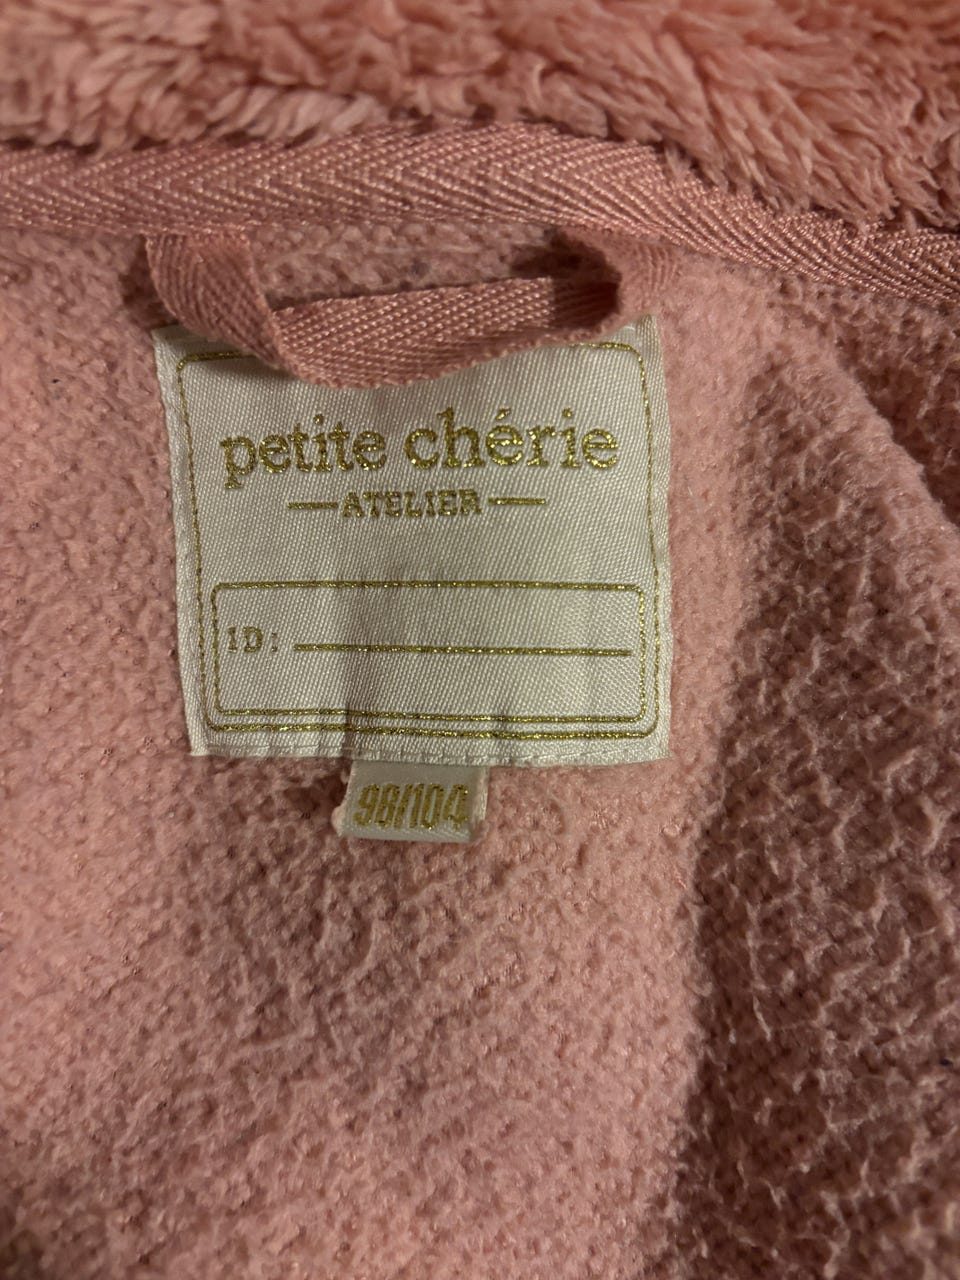 petite chérie
ATELIER
ID:
98/104